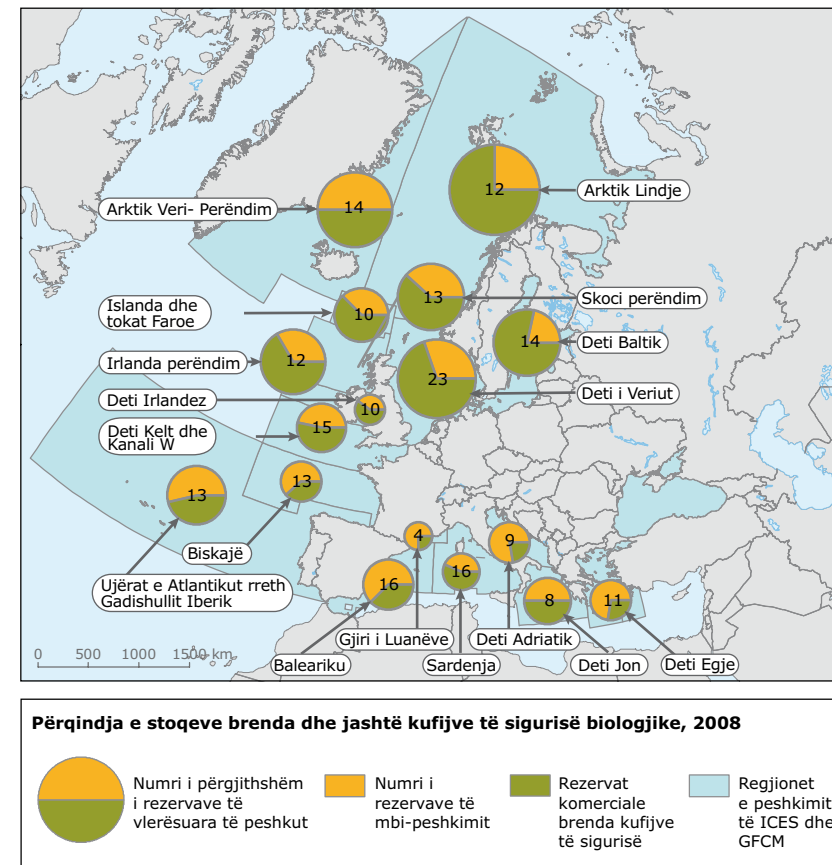 12
Arktik Lindje
Arktik Veri- Perëndim
14
13
Skoci perëndim
Islanda dhe
tokat Faroe
10
14
Deti Baltik
Irlanda perëndim
12
23
Deti i Veriut
Deti Irlandez
10
Deti Kelt dhe
Kanali W
15
13
13
Biskajë
Ujërat e Atlantikut rreth
Gadishullit Iberik
4
9
16
16
8
11
Gjiri i Luanëve
Deti Adriatik
Baleariku
Sardenja
Deti Jon
Deti Egje
0 500 1000 1500 km
Përqindja e stoqeve brenda dhe jashtë kufijve të sigurisë biologjike, 2008
Numri i përgjithshëm
i rezervave të
vlerësuara të peshkut
Numri i
rezervave të
mbi-peshkimit
Rezervat
komerciale
brenda kufijve
të sigurisë
Regjionet
e peshkimit
të ICES dhe
GFCM